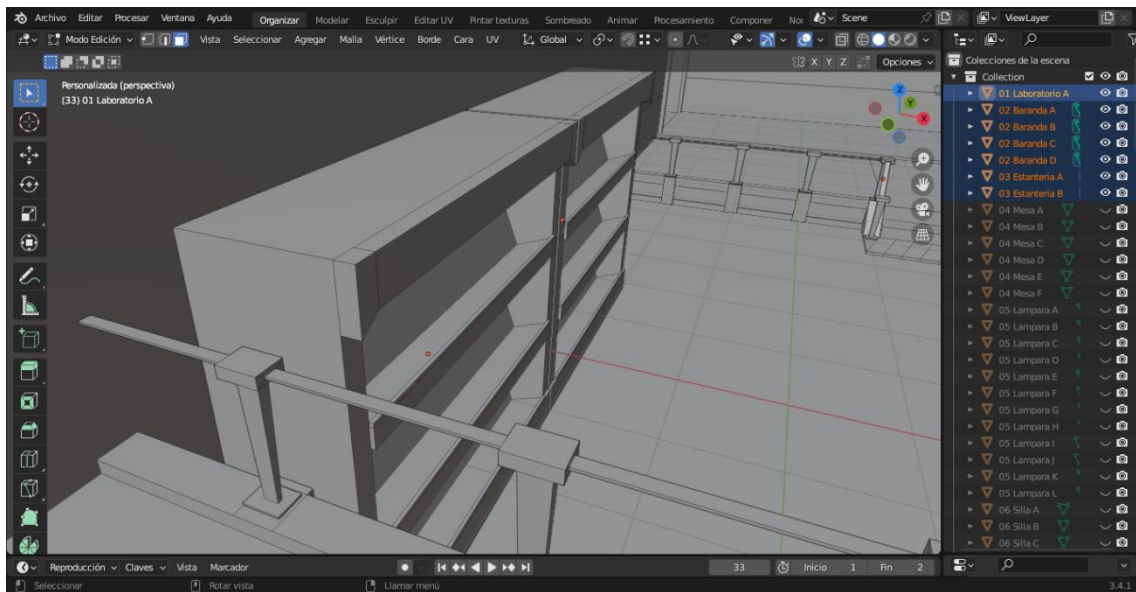 Archivo Editar Procesar Ventana Ayuda Organizar Modelar Esculpir Editar UV Pintar texturas Sombreado Animar Procesamiento Componer Scene ViewLayer
Modo Edición Vista Seleccionar Agregar Malla Vértice Borde Cara UV Global
X Y Z Opciones
Personalizada (perspectiva)
(33) 01 Laboratorio A
Z
Y
X
Colecciones de la escena
Collection
01 Laboratorio A
02 Baranda A
02 Baranda B
02 Baranda C
02 Baranda D
03 Estantería A
03 Estantería B
04 Mesa A
04 Mesa B
04 Mesa C
04 Mesa D
04 Mesa E
04 Mesa F
05 Lampara A
05 Lampara B
05 Lampara C
05 Lampara D
05 Lampara E
05 Lampara F
05 Lampara G
05 Lampara H
05 Lampara I
05 Lampara J
05 Lampara K
05 Lampara L
06 Silla A
06 Silla B
06 Silla C
Reproducción Claves Vista Marcador 33 Inicio 1 Fin 2
Seleccionar Rotar vista Llamar menú 3.4.1